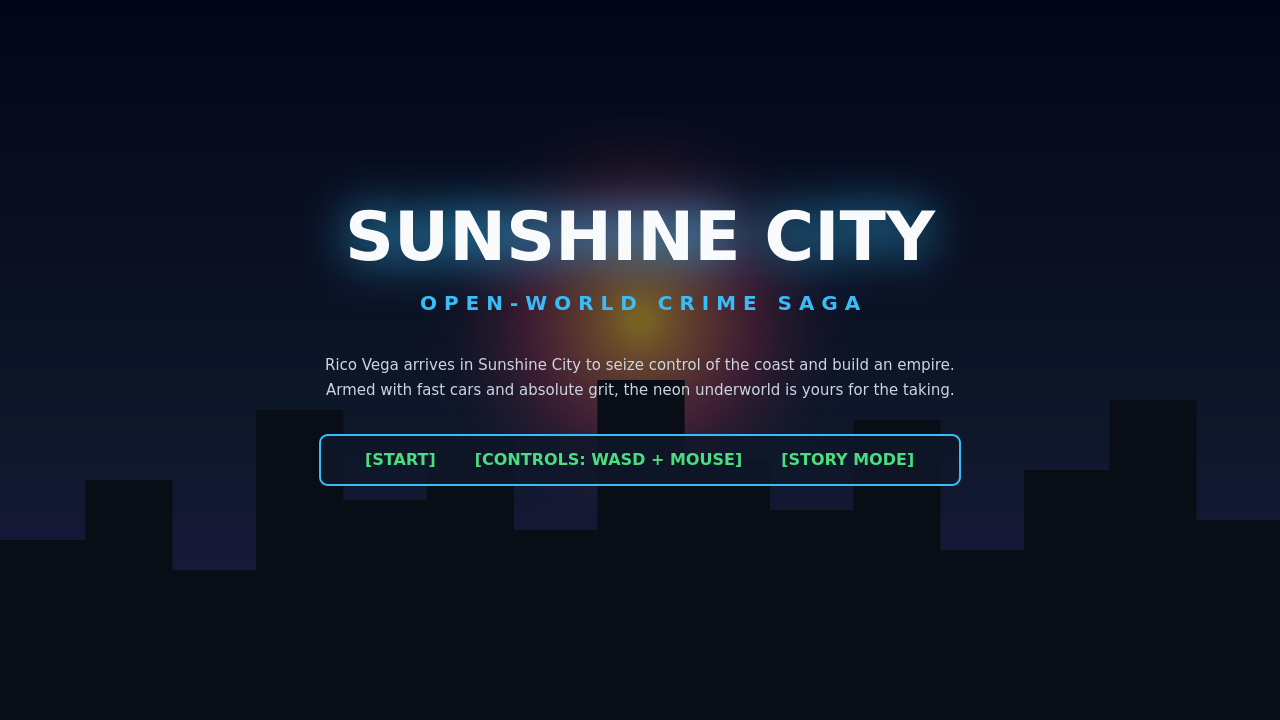 SUNSHINE CITY
OPEN-WORLD CRIME SAGA
Rico Vega arrives in Sunshine City to seize control of the coast and build an empire.
Armed with fast cars and absolute grit, the neon underworld is yours for the taking.
[START] [CONTROLS: WASD + MOUSE] [STORY MODE]